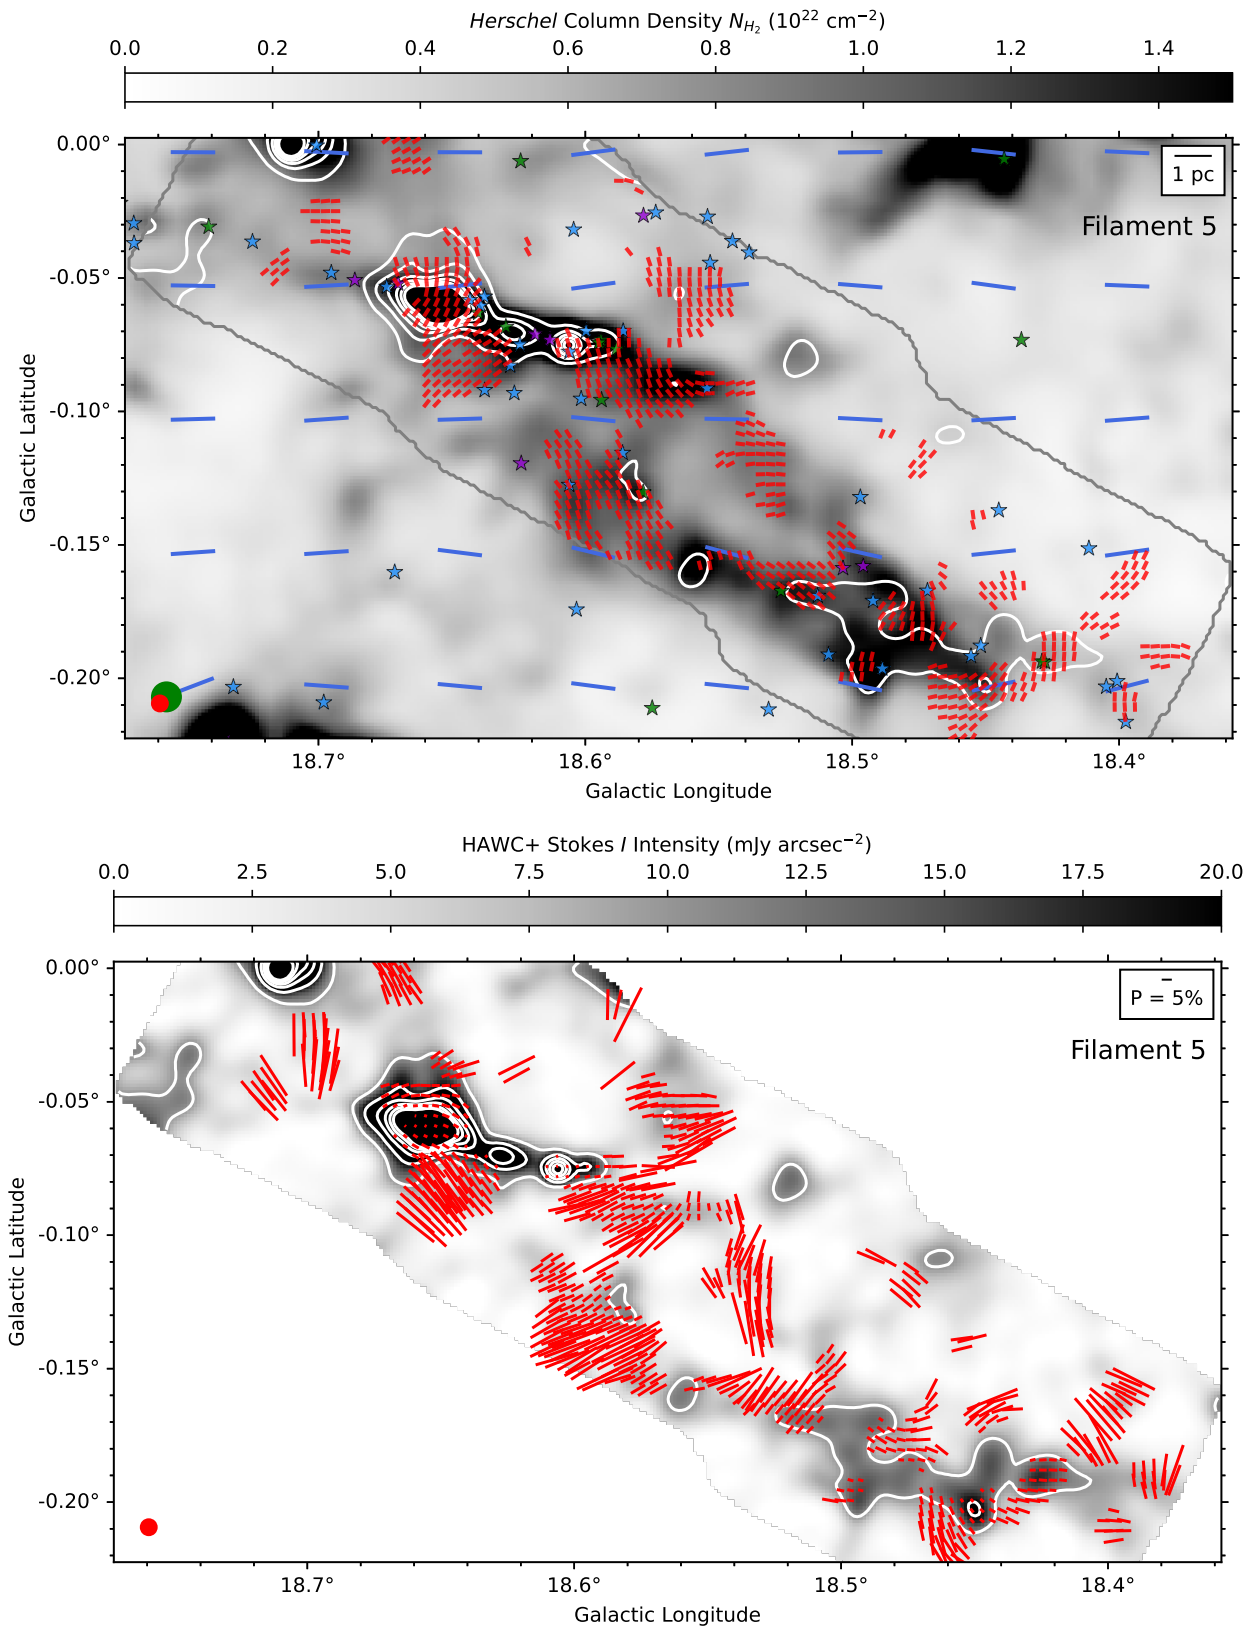 Herschel Column Density N_{H_2} (10^{22} cm^{−2})
0.0 0.2 0.4 0.6 0.8 1.0 1.2 1.4
0.00°
-0.05°
-0.10°
-0.15°
-0.20°
Galactic Latitude
1 pc
Filament 5
18.7° 18.6° 18.5° 18.4°
Galactic Longitude
HAWC+ Stokes I Intensity (mJy arcsec^{−2})
0.0 2.5 5.0 7.5 10.0 12.5 15.0 17.5 20.0
0.00°
-0.05°
-0.10°
-0.15°
-0.20°
Galactic Latitude
P = 5%
Filament 5
18.7° 18.6° 18.5° 18.4°
Galactic Longitude